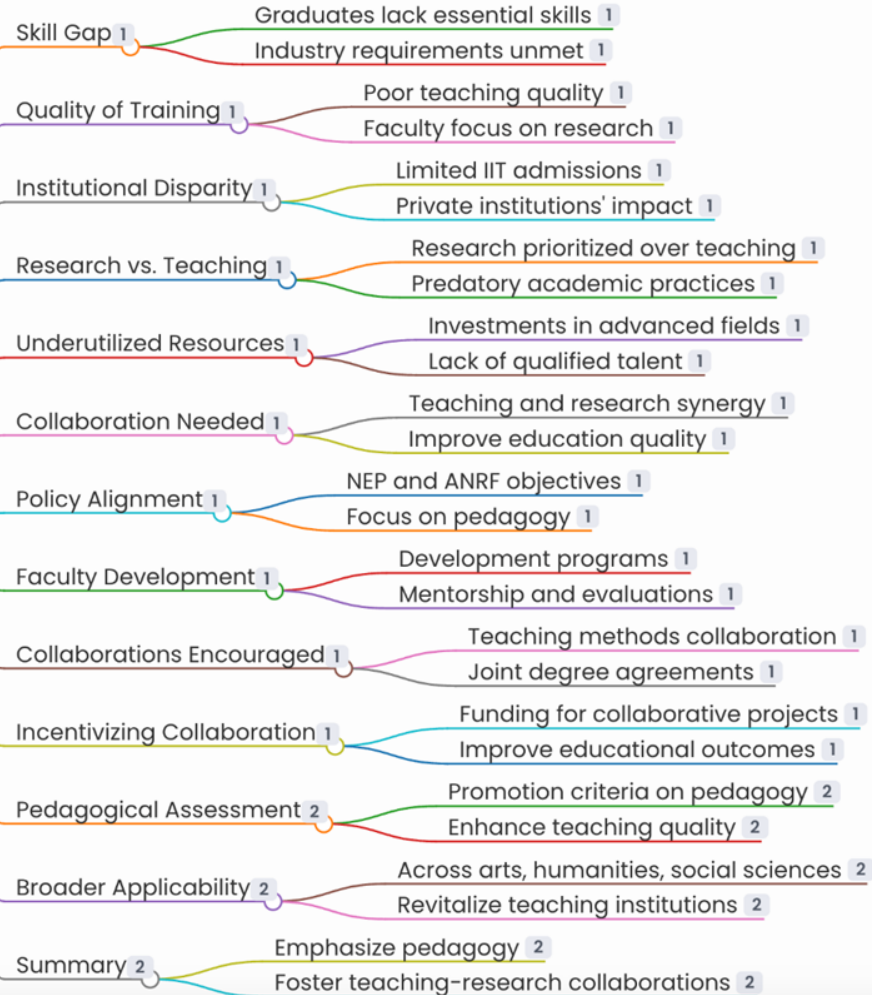 Skill Gap 1
Graduates lack essential skills 1
Industry requirements unmet 1
Quality of Training 1
Poor teaching quality 1
Faculty focus on research 1
Institutional Disparity 1
Limited IIT admissions 1
Private institutions' impact 1
Research vs. Teaching 1
Research prioritized over teaching 1
Predatory academic practices 1
Underutilized Resources 1
Investments in advanced fields 1
Lack of qualified talent 1
Collaboration Needed 1
Teaching and research synergy 1
Improve education quality 1
Policy Alignment 1
NEP and ANRF objectives 1
Focus on pedagogy 1
Faculty Development 1
Development programs 1
Mentorship and evaluations 1
Collaborations Encouraged 1
Teaching methods collaboration 1
Joint degree agreements 1
Incentivizing Collaboration 1
Funding for collaborative projects 1
Improve educational outcomes 1
Pedagogical Assessment 2
Promotion criteria on pedagogy 2
Enhance teaching quality 2
Broader Applicability 2
Across arts, humanities, social sciences 2
Revitalize teaching institutions 2
Summary 2
Emphasize pedagogy 2
Foster teaching-research collaborations 2